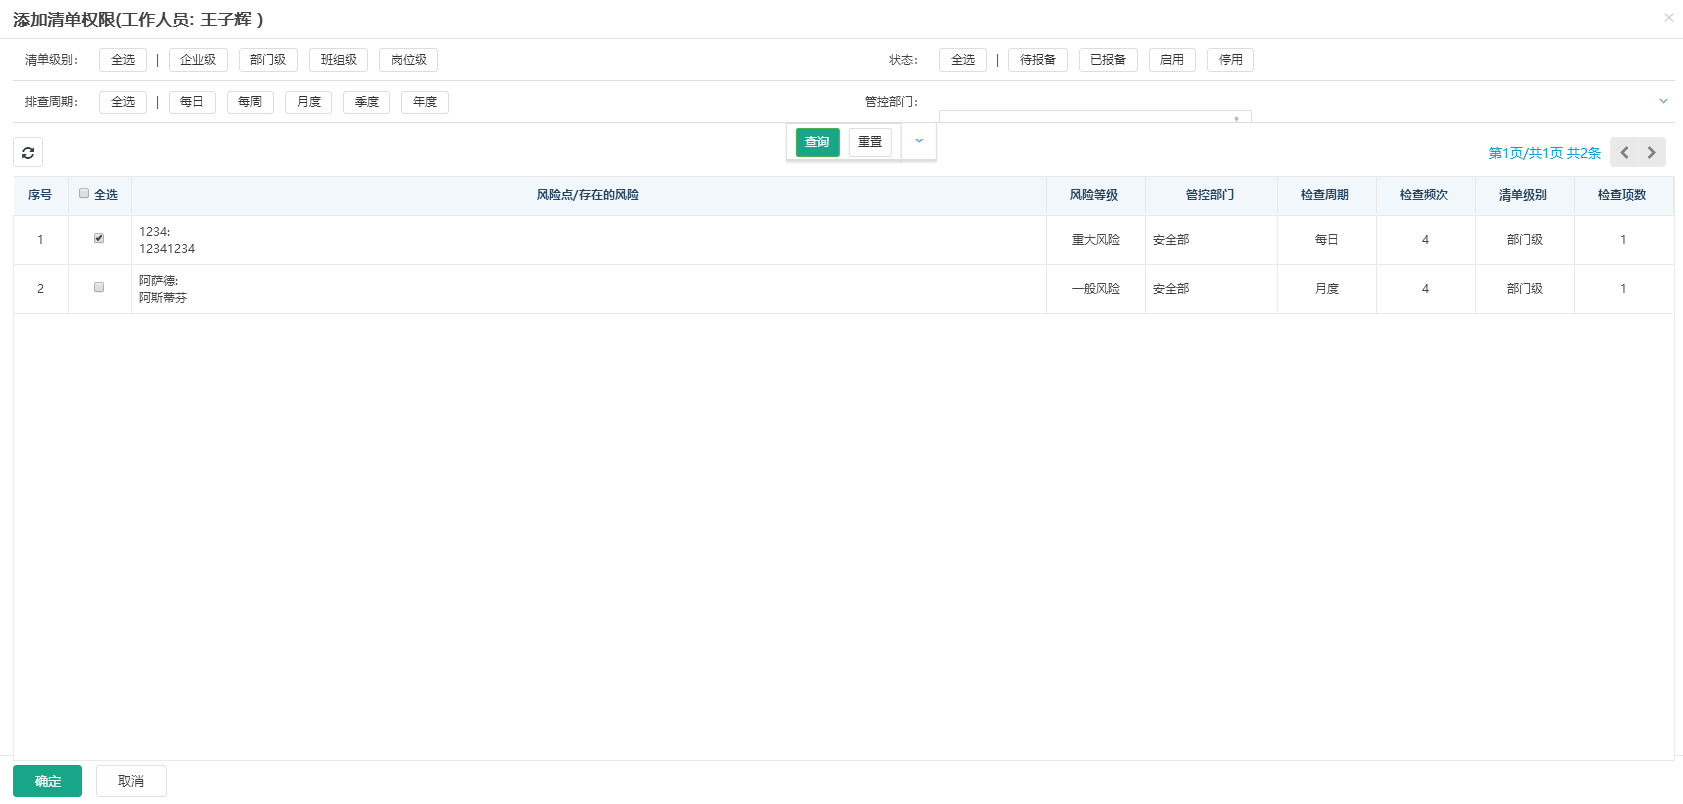 添加清单权限(工作人员: 王子辉 )
×
清单级别: 全选 | 企业级 部门级 班组级 岗位级 状态: 全选 | 待报备 已报备 启用 停用
排查周期: 全选 | 每日 每周 月度 季度 年度 管控部门:
查询 重置
第1页/共1页 共2条
序号 全选 风险点/存在的风险 风险等级 管控部门 检查周期 检查频次 清单级别 检查项数
1 1234: 重大风险 安全部 每日 4 部门级 1
12341234
2 阿萨德: 一般风险 安全部 月度 4 部门级 1
阿斯蒂芬
确定 取消